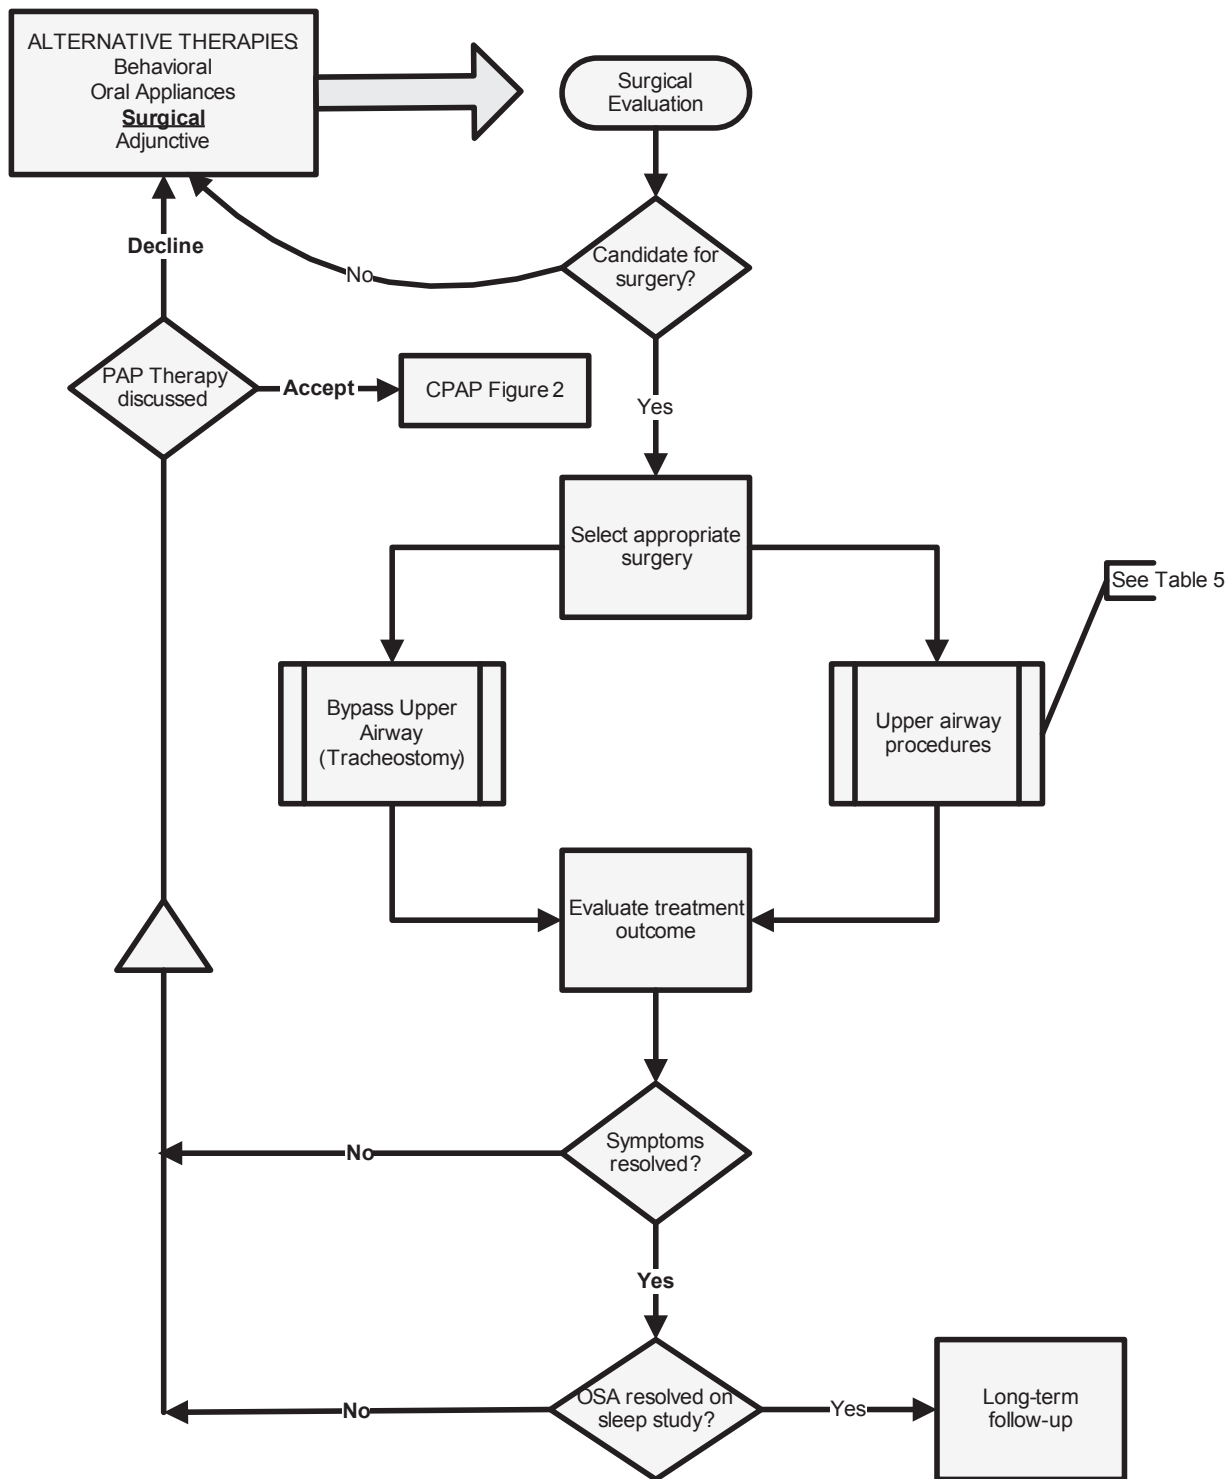 ALTERNATIVE THERAPIES:
Behavioral
Oral Appliances
Surgical
Adjunctive
Surgical
Evaluation
Decline
No
Candidate for
surgery?
PAP Therapy
discussed
Accept
CPAP Figure 2
Yes
Select appropriate
surgery
See Table 5
Bypass Upper
Airway
(Tracheostomy)
Upper airway
procedures
Evaluate treatment
outcome
No
Symptoms
resolved?
Yes
No
OSA resolved on
sleep study?
Yes
Long-term
follow-up